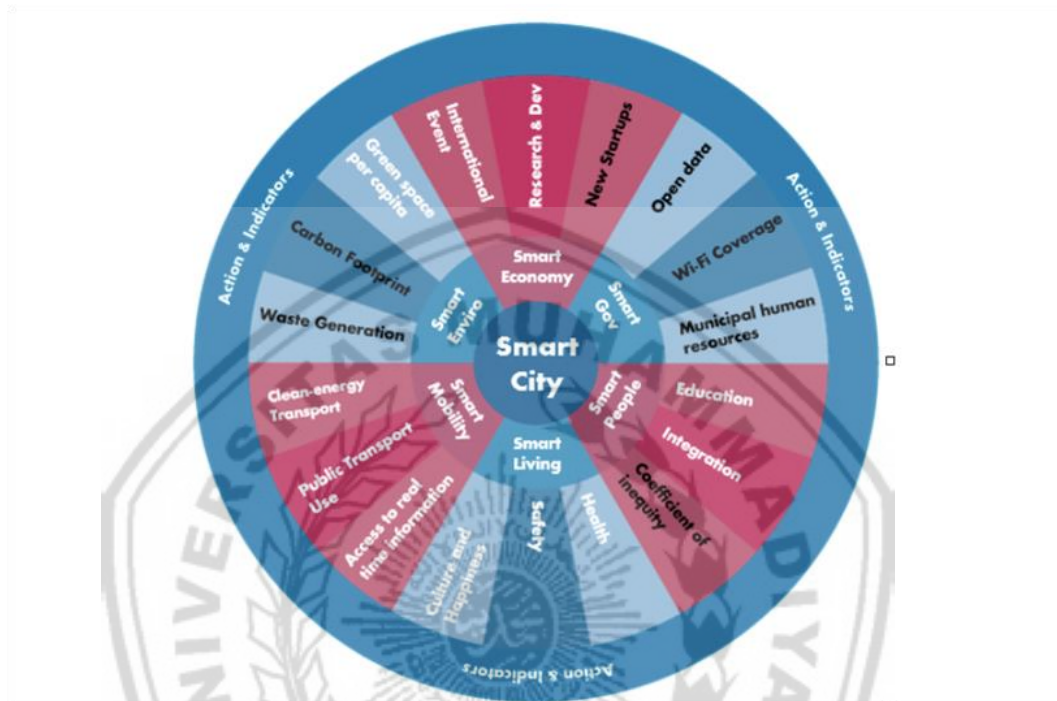 Action & Indicators
Action & Indicators
Action & Indicators
Smart
City
Smart
Economy
International
Event
Research & Dev
New Startups
Smart
Gov
Open data
Wi-Fi Coverage
Municipal human
resources
Smart
People
Education
Integration
Coefficient of
inequity
Smart
Living
Health
Safety
Culture and
Happiness
Smart
Mobility
Access to real
time information
Public Transport
Use
Clean-energy
Transport
Smart
Enviro
Waste Generation
Carbon Footprint
Green space
per capita
UNIVERSITAS MUHAMMADIYA